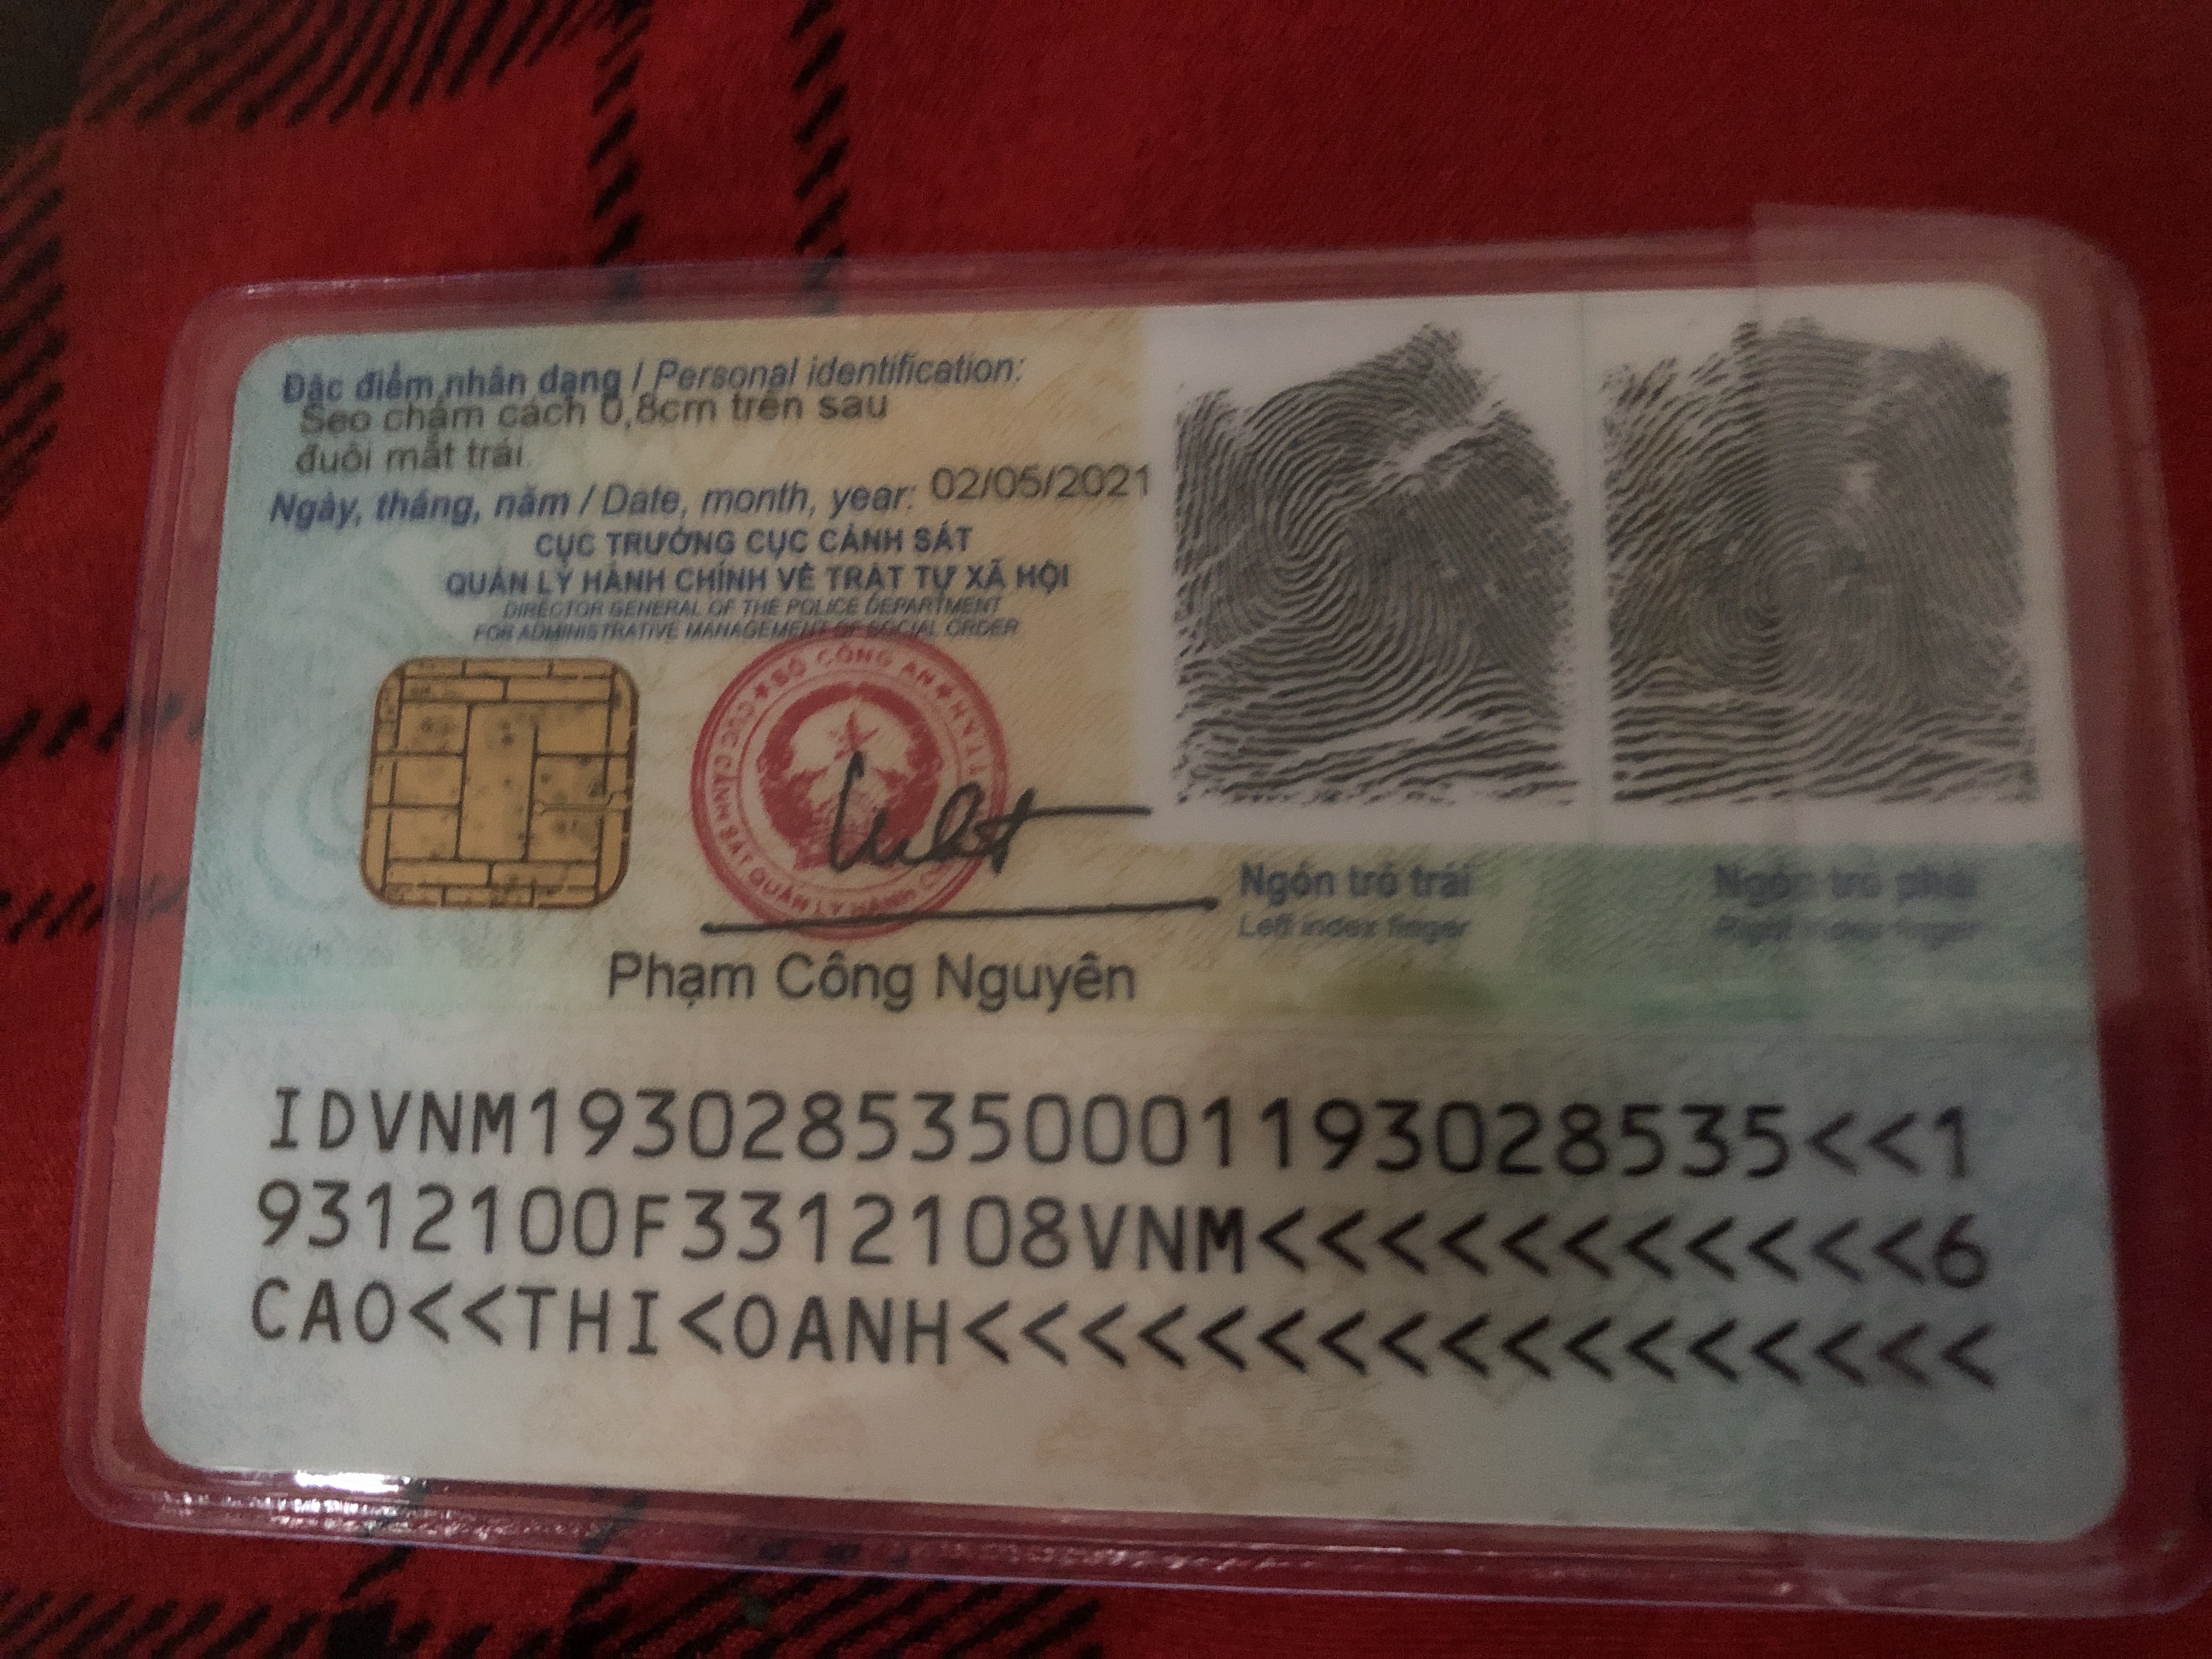 Đặc điểm nhân dạng / Personal identification:
Sẹo chấm cách 0,8cm trên sau
đuôi mắt trái.
Ngày, tháng, năm / Date, month, year: 02/05/2021
CỤC TRƯỞNG CỤC CẢNH SÁT
QUẢN LÝ HÀNH CHÍNH VỀ TRẬT TỰ XÃ HỘI
DIRECTOR GENERAL OF THE POLICE DEPARTMENT
FOR ADMINISTRATIVE MANAGEMENT OF SOCIAL ORDER
BỘ CÔNG AN
CỤC CẢNH SÁT QUẢN LÝ HÀNH
Phạm Công Nguyên
Ngón trỏ trái
Left index finger
Ngón trỏ phải
Right index finger
IDVNM1930285350001193028535<<1
9312100F3312108VNM<<<<<<<<<<<6
CAO<<THI<OANH<<<<<<<<<<<<<<<<<